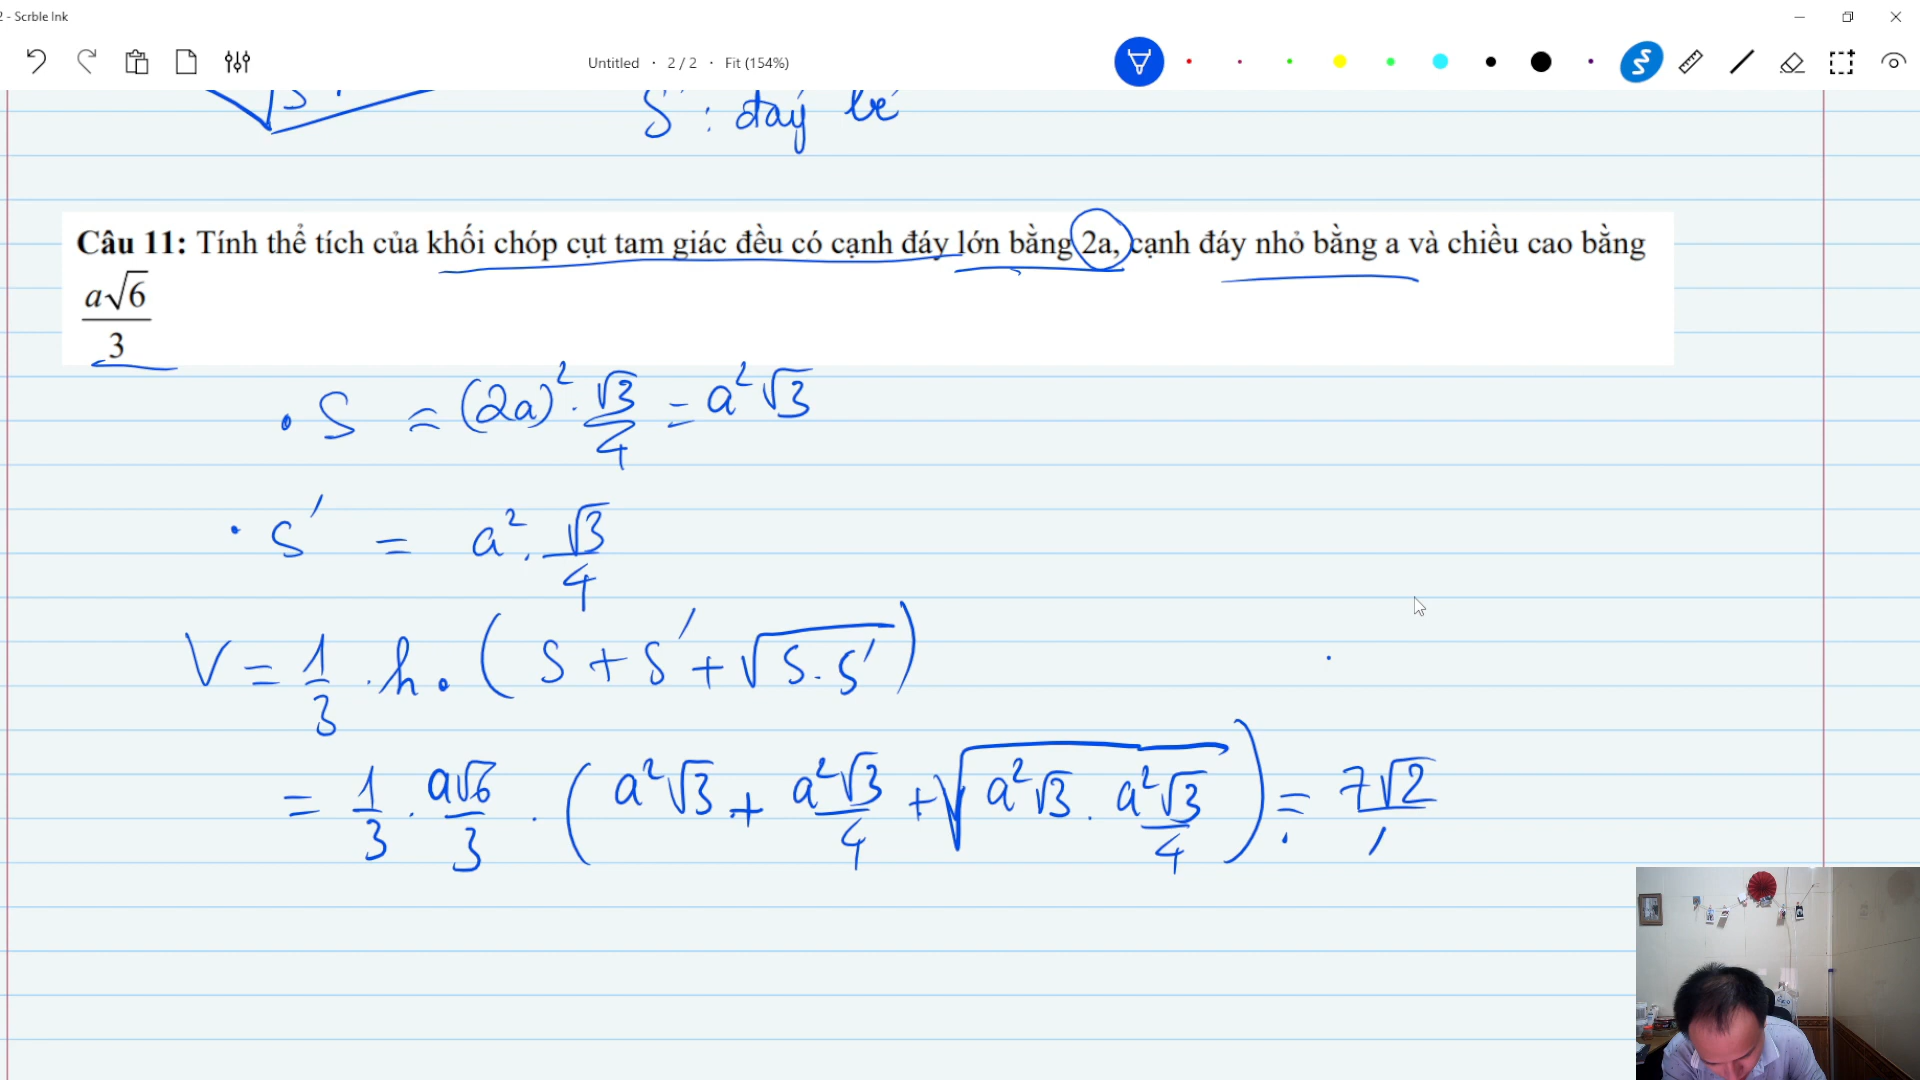 2 - Scrble Ink
Untitled · 2 / 2 · Fit (154%)
S' : đáy bé
Câu 11: Tính thể tích của khối chóp cụt tam giác đều có cạnh đáy lớn bằng 2a, cạnh đáy nhỏ bằng a và chiều cao bằng
a√6/3
• S = (2a)² · √3/4 = a²√3
• S' = a² · √3/4
V = 1/3 · h · (S + S' + √(S · S'))
= 1/3 · a√6/3 · (a²√3 + a²√3/4 + √(a²√3 · a²√3/4)) = 7√2